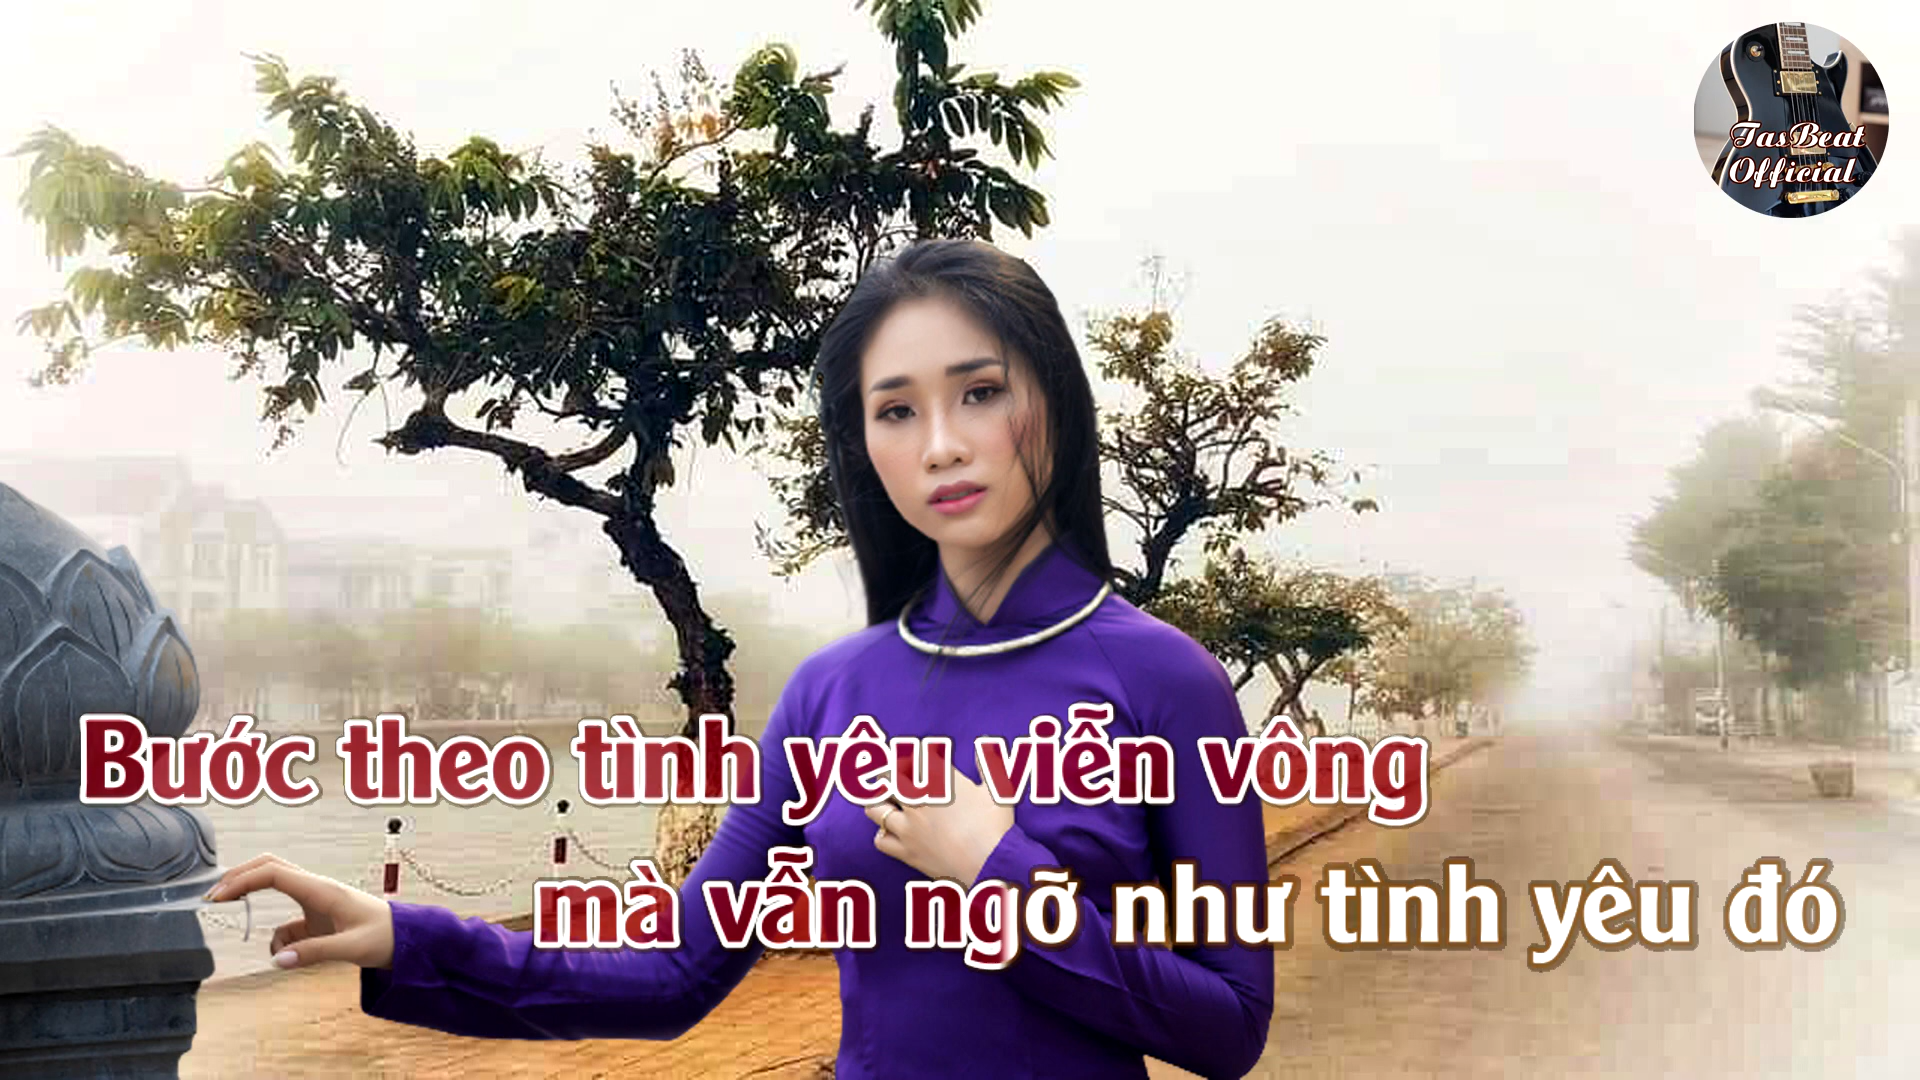 TasBeat
Official
Bước theo tình yêu viễn vông
mà vẫn ngỡ như tình yêu đó